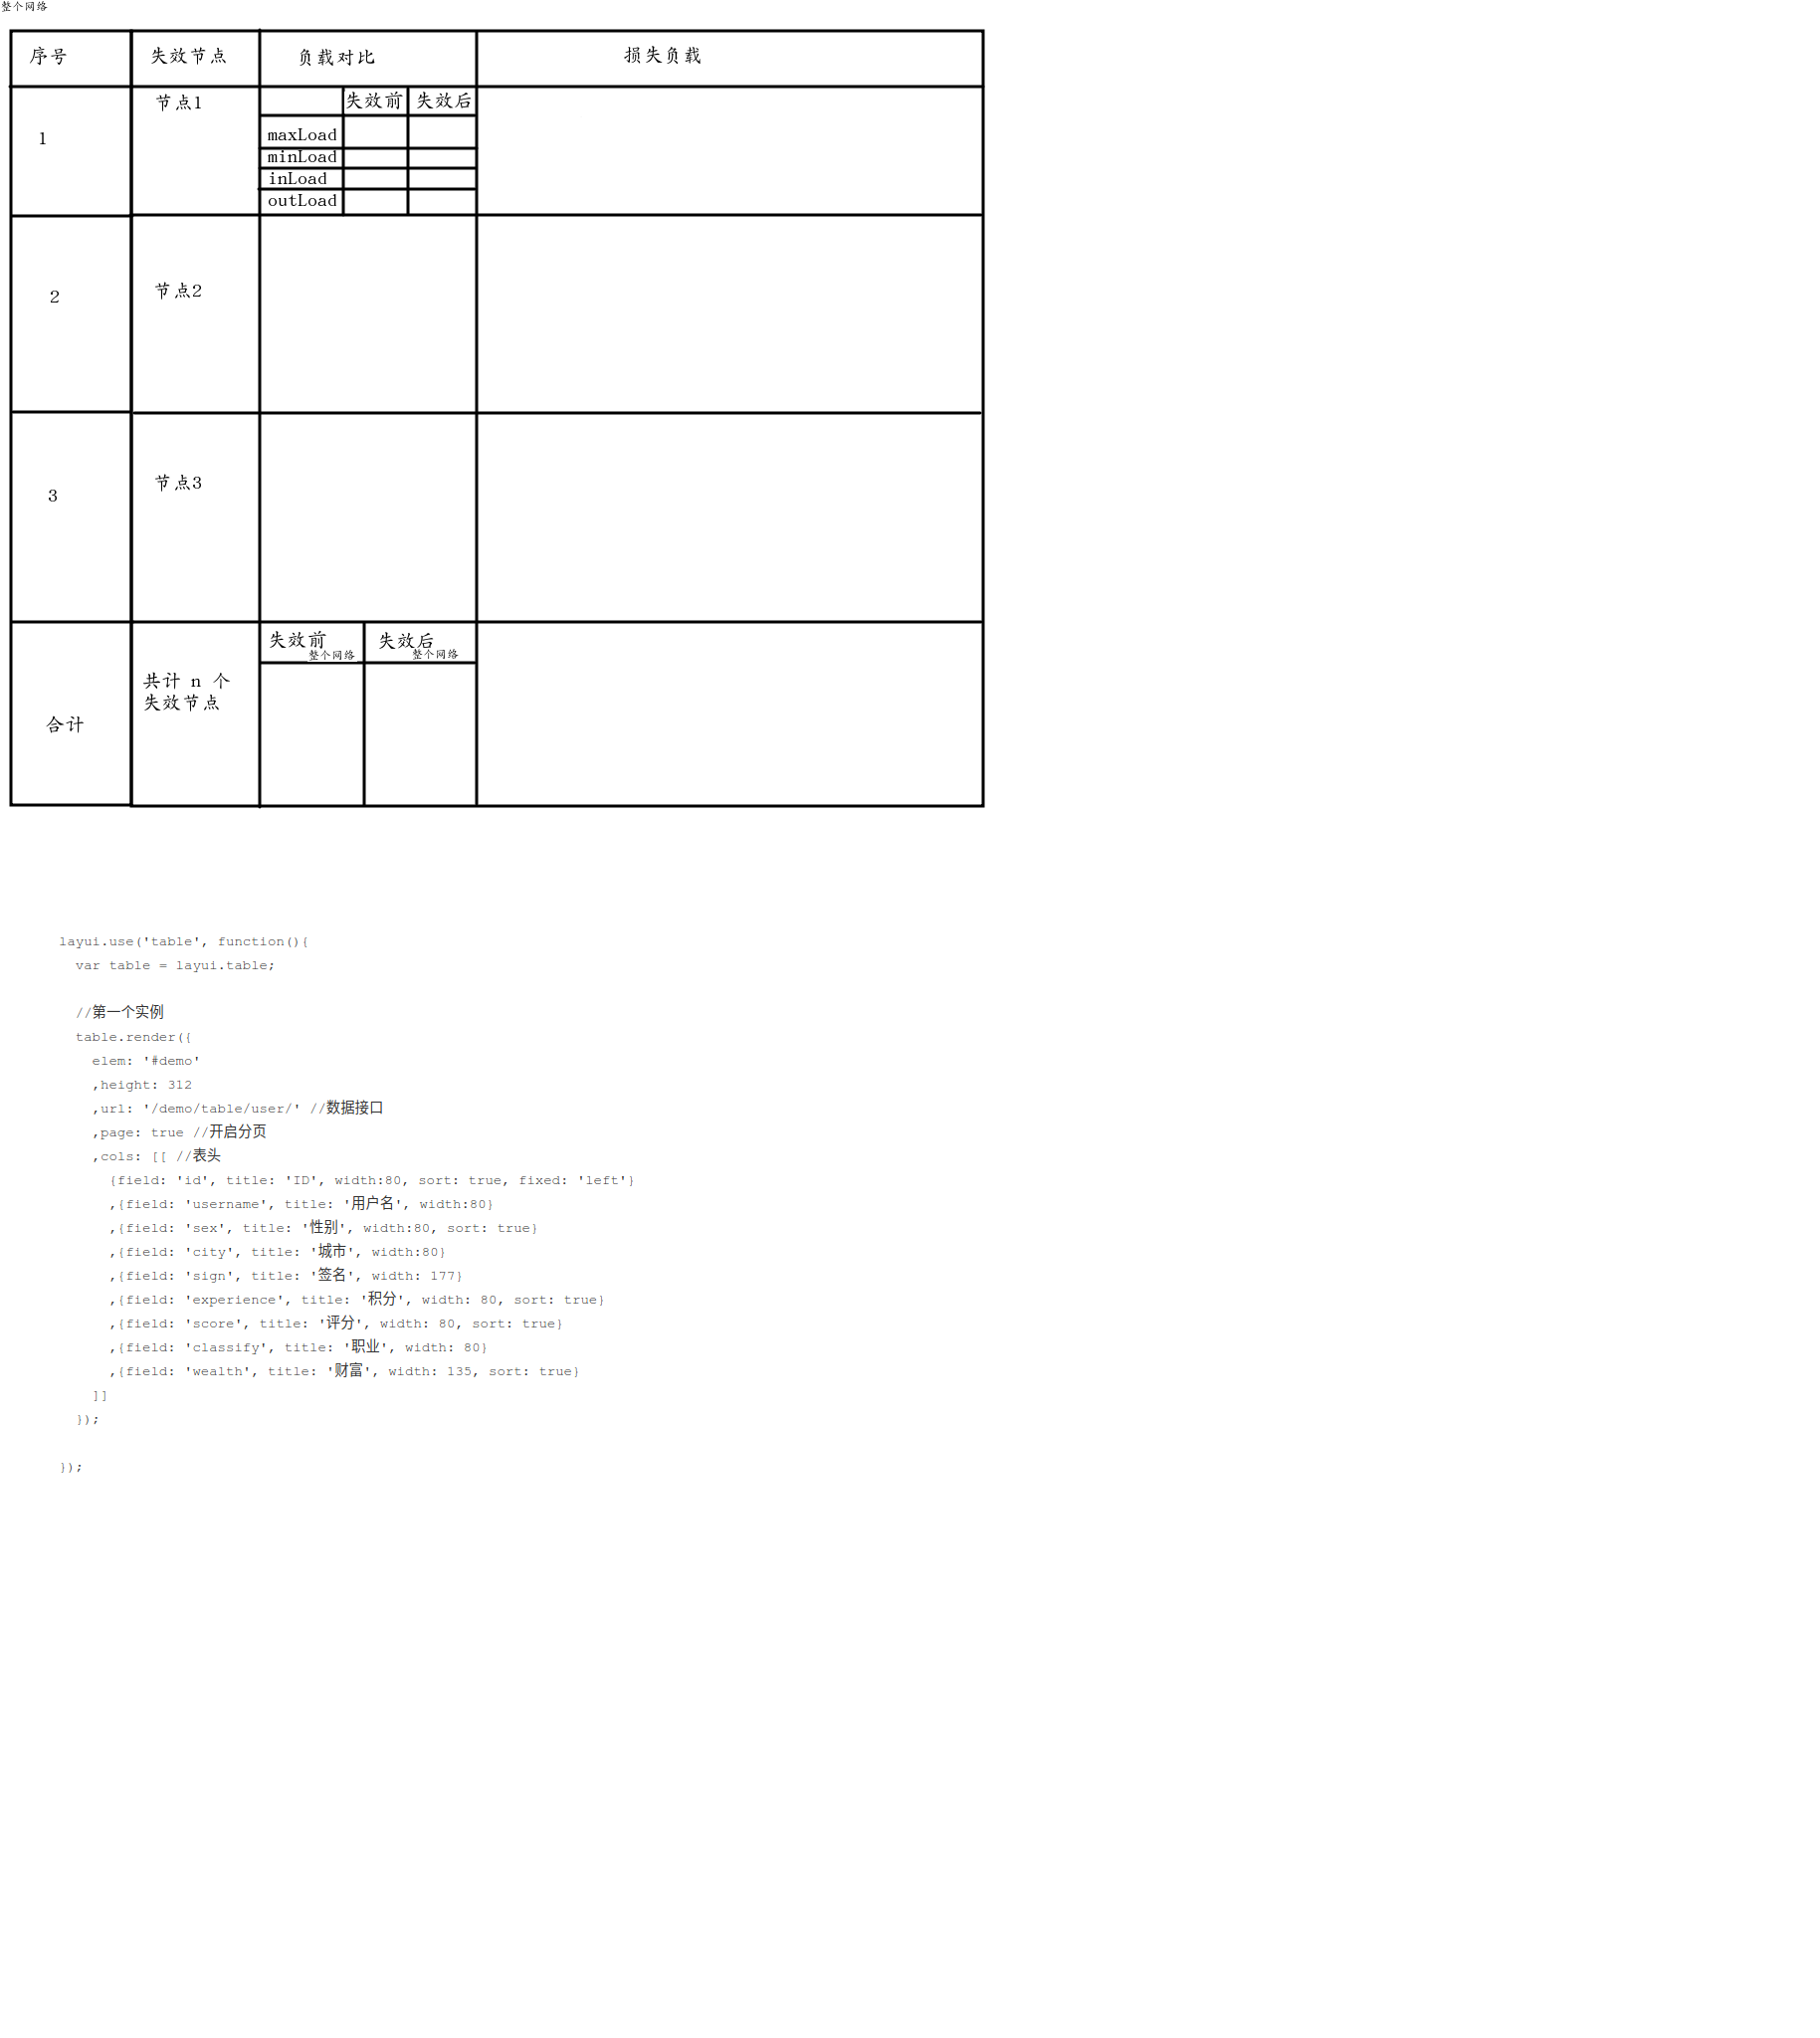 整个网络
序号 失效节点 负载对比 损失负载
节点1 失效前 失效后
1 maxLoad
minLoad
inLoad
outLoad
2 节点2
3 节点3
失效前 失效后
整个网络 整个网络
共计 n 个
失效节点
合计
layui.use('table', function(){
  var table = layui.table;
  //第一个实例
  table.render({
    elem: '#demo'
    ,height: 312
    ,url: '/demo/table/user/' //数据接口
    ,page: true //开启分页
    ,cols: [[ //表头
      {field: 'id', title: 'ID', width:80, sort: true, fixed: 'left'}
      ,{field: 'username', title: '用户名', width:80}
      ,{field: 'sex', title: '性别', width:80, sort: true}
      ,{field: 'city', title: '城市', width:80}
      ,{field: 'sign', title: '签名', width: 177}
      ,{field: 'experience', title: '积分', width: 80, sort: true}
      ,{field: 'score', title: '评分', width: 80, sort: true}
      ,{field: 'classify', title: '职业', width: 80}
      ,{field: 'wealth', title: '财富', width: 135, sort: true}
    ]]
  });
});